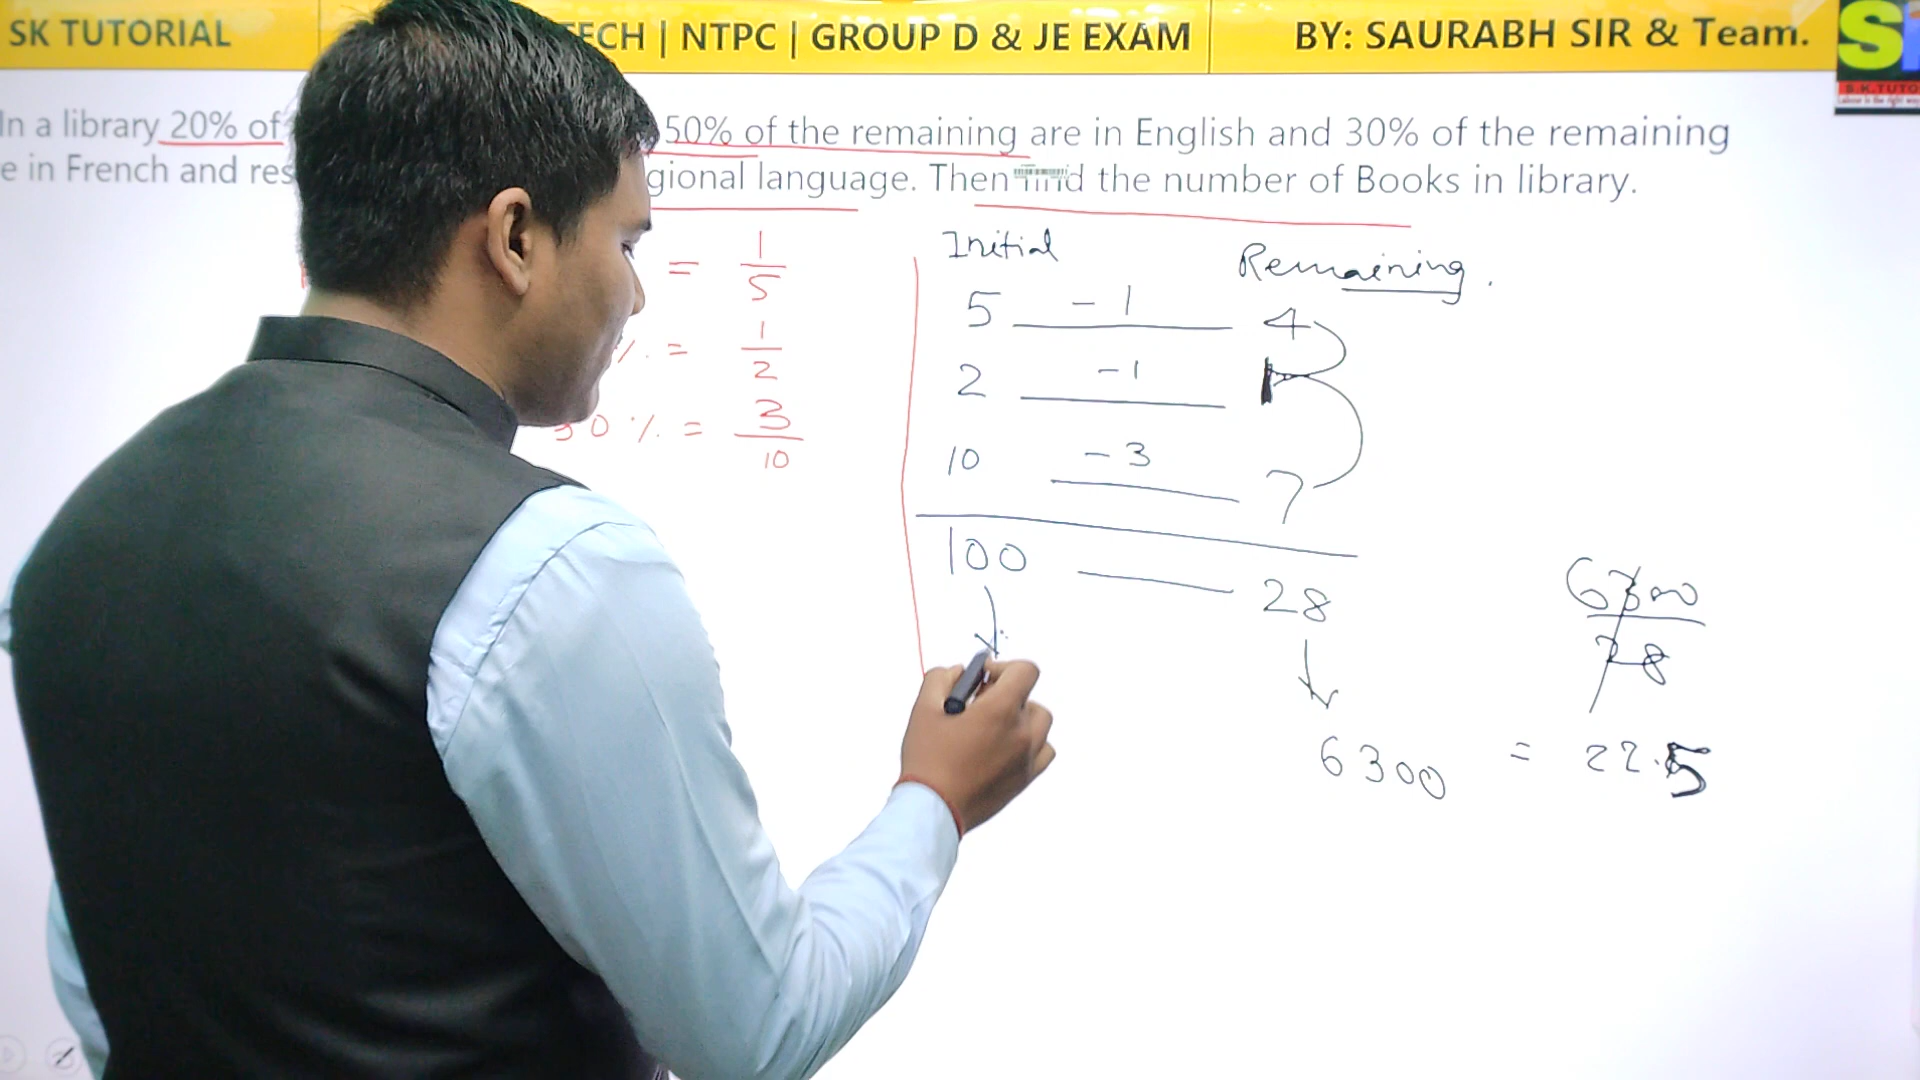 SK TUTORIAL
ECH | NTPC | GROUP D & JE EXAM
BY: SAURABH SIR & Team.
In a library 20% of 50% of the remaining are in English and 30% of the remaining
e in French and res gional language. Then find the number of Books in library.
Initial Remaining.
= 1/5
5 - 1 4
% = 1/2
2 - 1
30% = 3/10
10 - 3 7
100 28
6300/28
6300 = 22.5